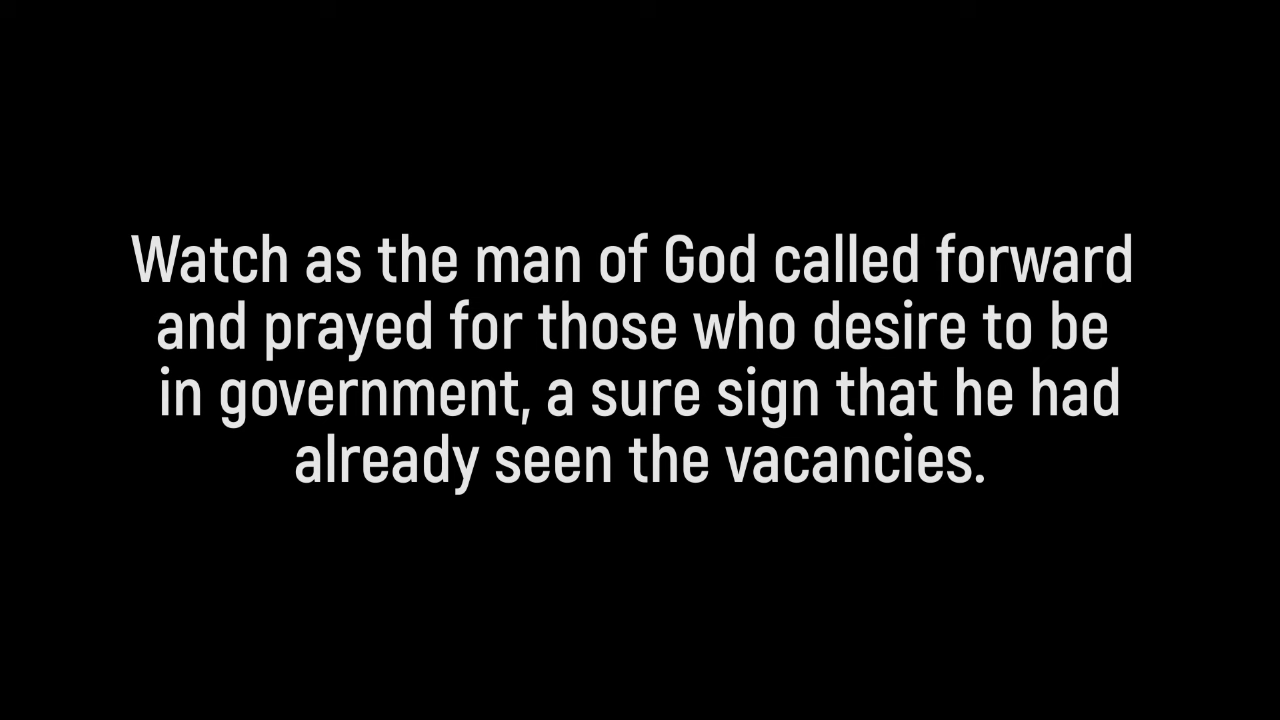 Watch as the man of God called forward
and prayed for those who desire to be
in government, a sure sign that he had
already seen the vacancies.